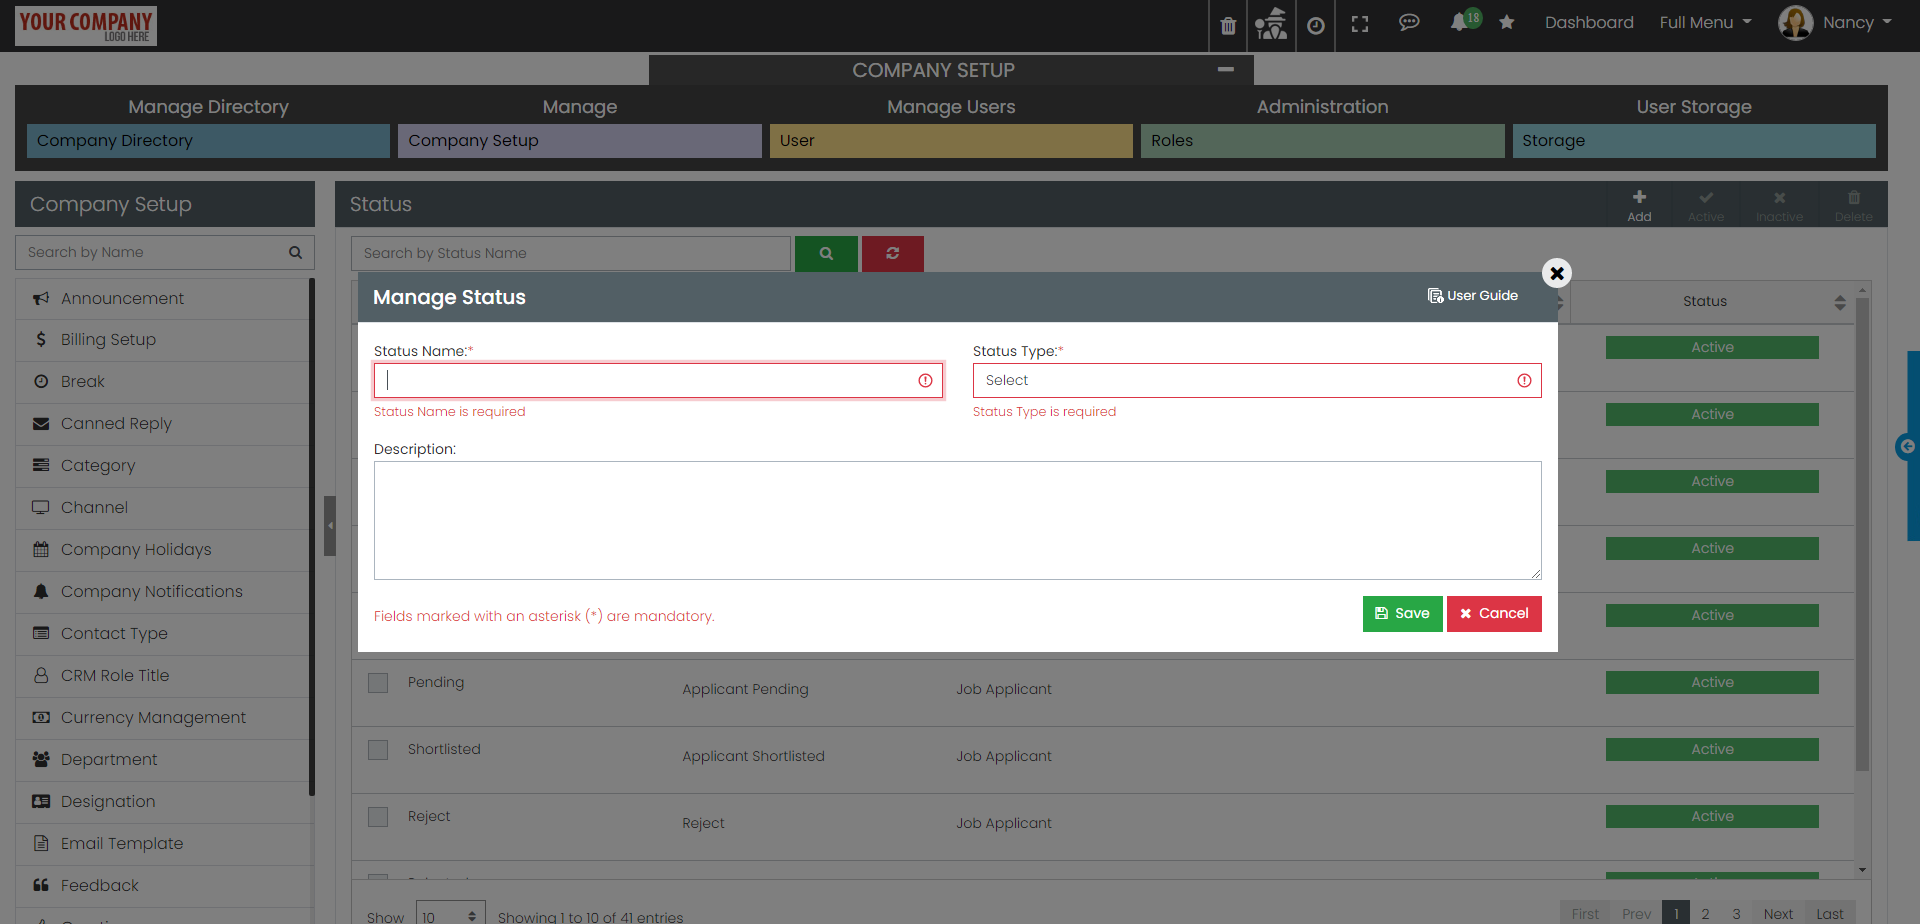 YOUR COMPANY
LOGO HERE
18
Dashboard
Full Menu
Nancy
COMPANY SETUP
Manage Directory
Manage
Manage Users
Administration
User Storage
Company Directory
Company Setup
User
Roles
Storage
Company Setup
Search by Name
Announcement
Billing Setup
Break
Canned Reply
Category
Channel
Company Holidays
Company Notifications
Contact Type
CRM Role Title
Currency Management
Department
Designation
Email Template
Feedback
Status
Add
Active
Inactive
Delete
Search by Status Name
Status
Active
Active
Active
Active
Active
Manage Status
User Guide
Status Name:*
Status Type:*
Select
Status Name is required
Status Type is required
Description:
Fields marked with an asterisk (*) are mandatory.
Save
Cancel
Pending
Applicant Pending
Job Applicant
Active
Shortlisted
Applicant Shortlisted
Job Applicant
Active
Reject
Reject
Job Applicant
Active
Show
10
Showing 1 to 10 of 41 entries
First
Prev
1
2
3
Next
Last